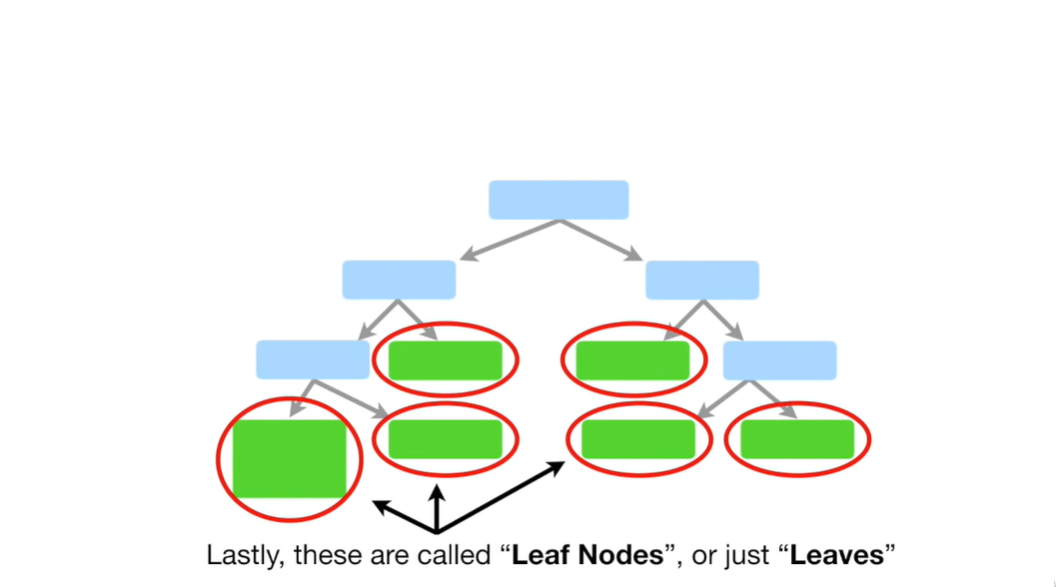 Lastly, these are called “Leaf Nodes”, or just “Leaves”